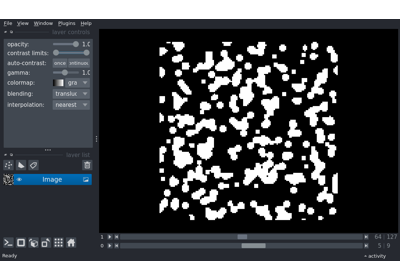 File View Window Plugins Help
layer controls
opacity: 1.0
contrast limits:
auto-contrast: once continuous
gamma: 1.0
colormap: gra
blending: transluc
interpolation: nearest
layer list
Image
1 64 127
0 5 9
Ready activity